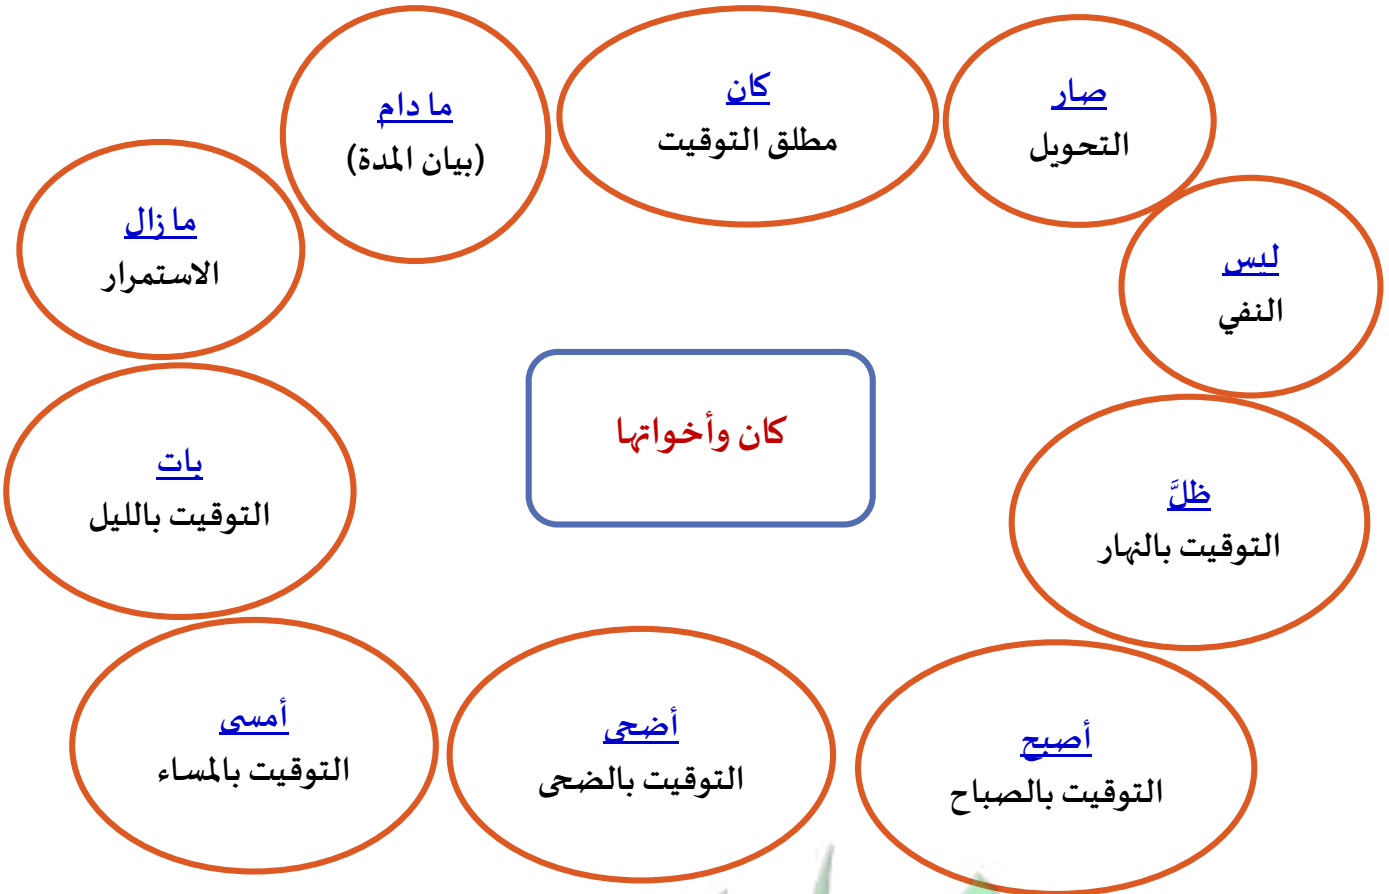 كان وأخواتها
كان
مطلق التوقيت
صار
التحويل
ليس
النفي
ظلَّ
التوقيت بالنهار
أصبح
التوقيت بالصباح
أضحى
التوقيت بالضحى
أمسى
التوقيت بالمساء
بات
التوقيت بالليل
ما زال
الاستمرار
ما دام
(بيان المدة)